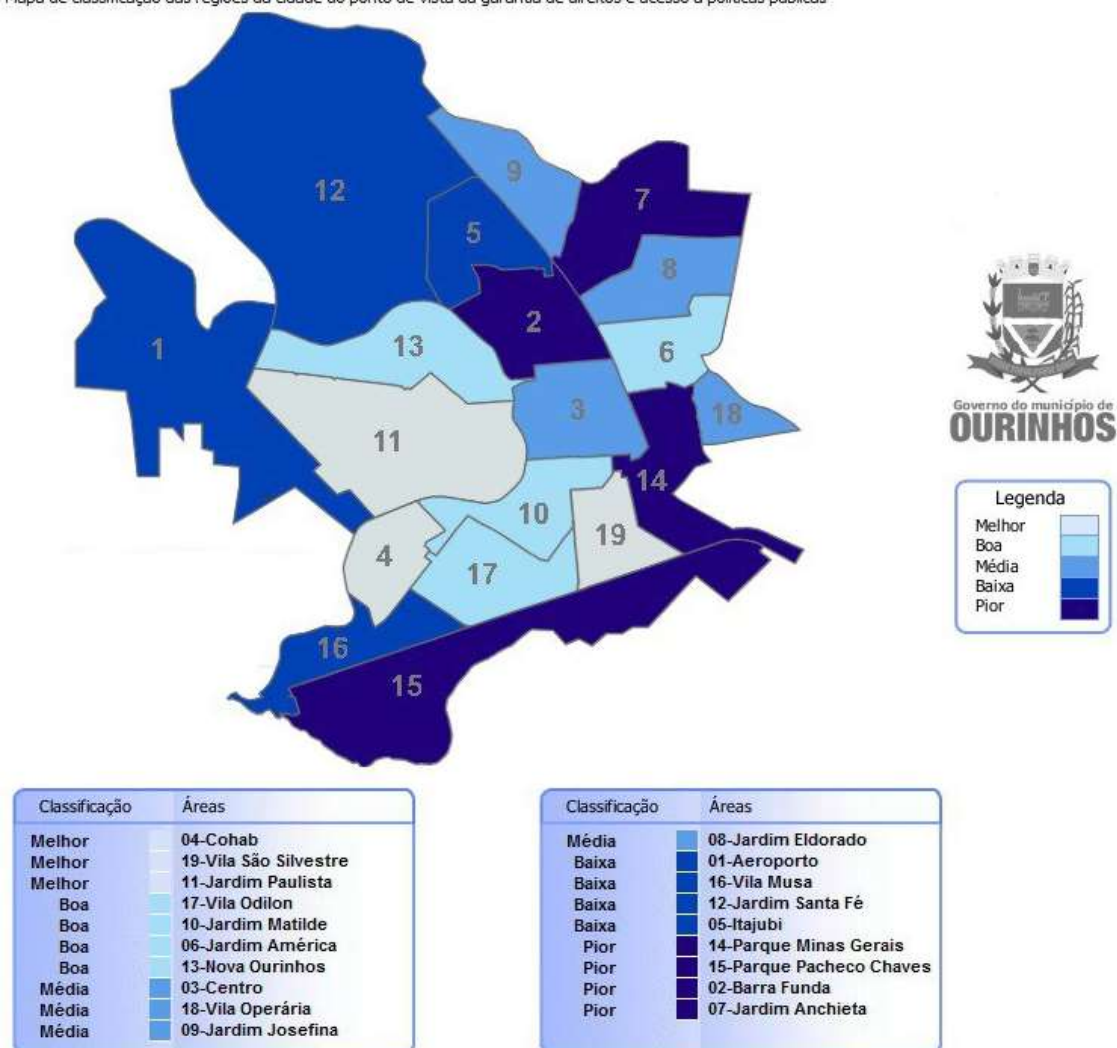 Mapa de classificação das regiões da cidade do ponto de vista da garantia de direitos e acesso a políticas públicas
12
9
7
5
8
1
2
13
6
3
18
11
14
10
19
4
17
16
15
Governo do município de
OURINHOS
Legenda
Melhor
Boa
Média
Baixa
Pior
Classificação Áreas
Melhor 04-Cohab
Melhor 19-Vila São Silvestre
Melhor 11-Jardim Paulista
Boa 17-Vila Odilon
Boa 10-Jardim Matilde
Boa 06-Jardim América
Boa 13-Nova Ourinhos
Média 03-Centro
Média 18-Vila Operária
Média 09-Jardim Josefina
Classificação Áreas
Média 08-Jardim Eldorado
Baixa 01-Aeroporto
Baixa 16-Vila Musa
Baixa 12-Jardim Santa Fé
Baixa 05-Itajubi
Pior 14-Parque Minas Gerais
Pior 15-Parque Pacheco Chaves
Pior 02-Barra Funda
Pior 07-Jardim Anchieta